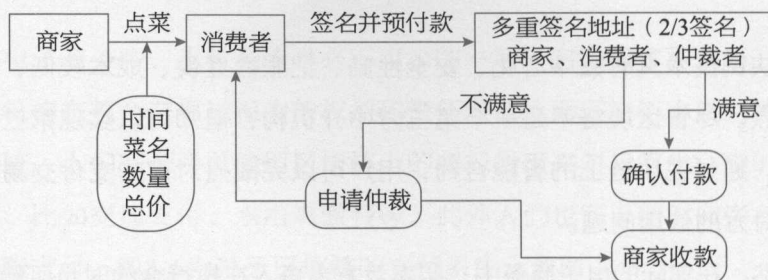 商家
点菜
消费者
签名并预付款
多重签名地址（2/3签名）
商家、消费者、仲裁者
时间
菜名
数量
总价
不满意
满意
申请仲裁
确认付款
商家收款